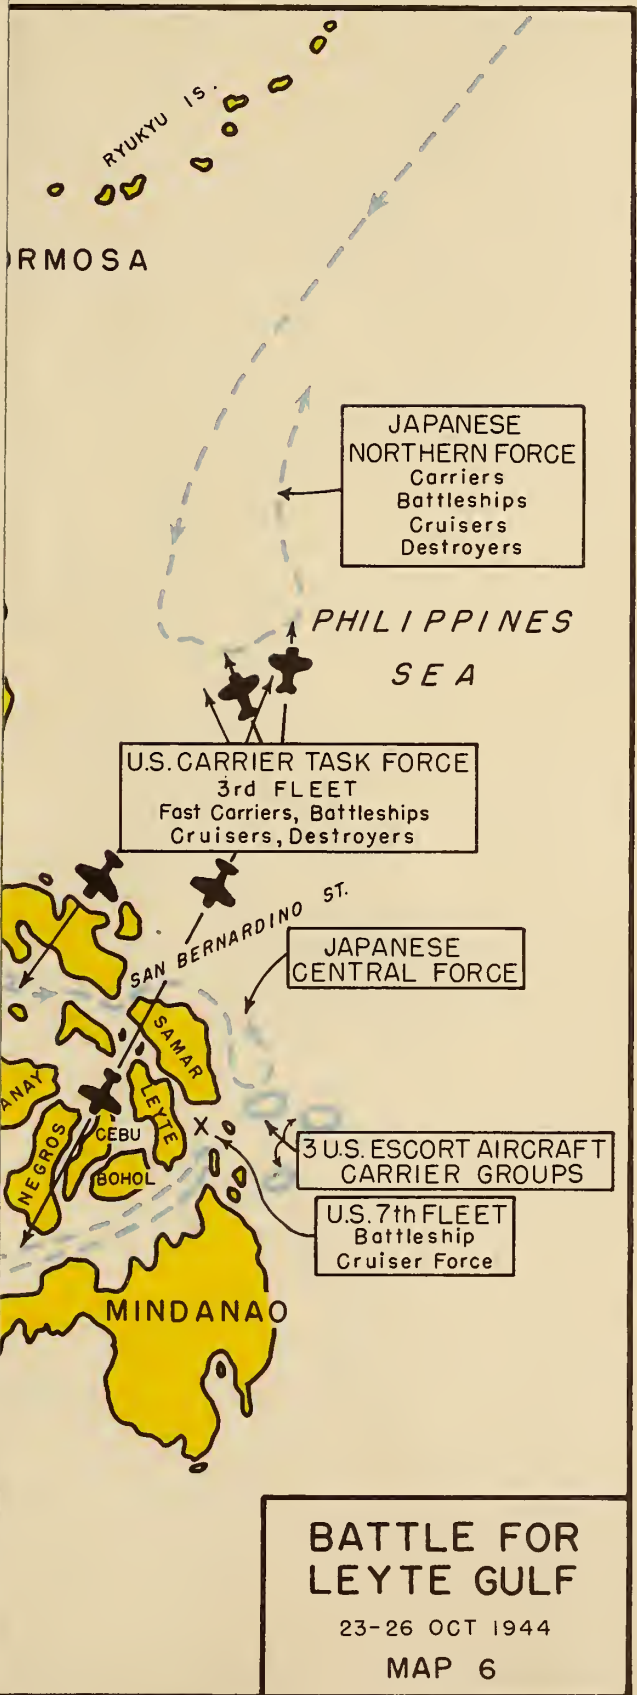 RYUKYU IS.
ORMOSA
JAPANESE
NORTHERN FORCE
Carriers
Battleships
Cruisers
Destroyers
PHILIPPINES
SEA
U.S. CARRIER TASK FORCE
3rd FLEET
Fast Carriers, Battleships
Cruisers, Destroyers
SAN BERNARDINO ST.
JAPANESE
CENTRAL FORCE
SAMAR
ANAY
LEYTE
CEBU
NEGROS
BOHOL
X
3 U.S. ESCORT AIRCRAFT
CARRIER GROUPS
U.S. 7th FLEET
Battleship
Cruiser Force
MINDANAO
BATTLE FOR
LEYTE GULF
23-26 OCT 1944
MAP 6